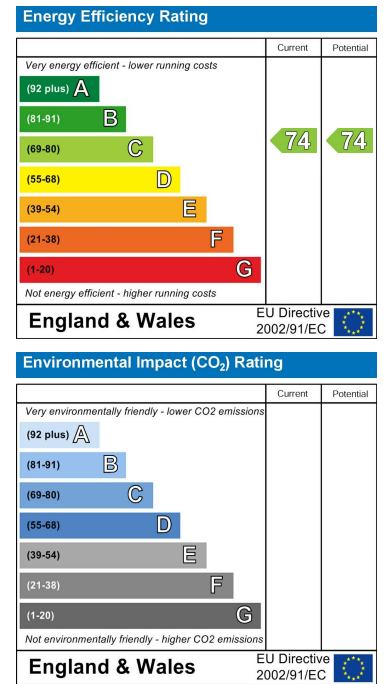 Energy Efficiency Rating
Current Potential
Very energy efficient - lower running costs
(92 plus) A
(81-91) B
(69-80) C 74 74
(55-68) D
(39-54) E
(21-38) F
(1-20) G
Not energy efficient - higher running costs
England & Wales EU Directive 2002/91/EC
Environmental Impact (CO₂) Rating
Current Potential
Very environmentally friendly - lower CO2 emissions
(92 plus) A
(81-91) B
(69-80) C
(55-68) D
(39-54) E
(21-38) F
(1-20) G
Not environmentally friendly - higher CO2 emissions
England & Wales EU Directive 2002/91/EC